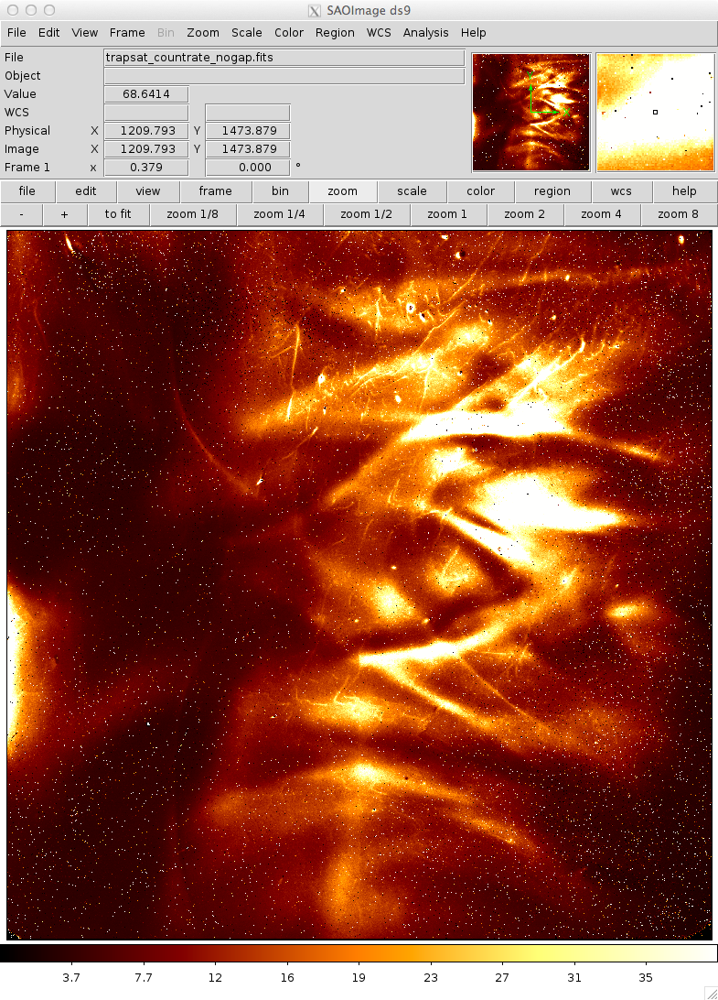 SAOImage ds9
File Edit View Frame Bin Zoom Scale Color Region WCS Analysis Help
File trapsat_countrate_nogap.fits
Object
Value 68.6414
WCS
Physical X 1209.793 Y 1473.879
Image X 1209.793 Y 1473.879
Frame 1 x 0.379 0.000 °
file edit view frame bin zoom scale color region wcs help
- + to fit zoom 1/8 zoom 1/4 zoom 1/2 zoom 1 zoom 2 zoom 4 zoom 8
3.7 7.7 12 16 19 23 27 31 35